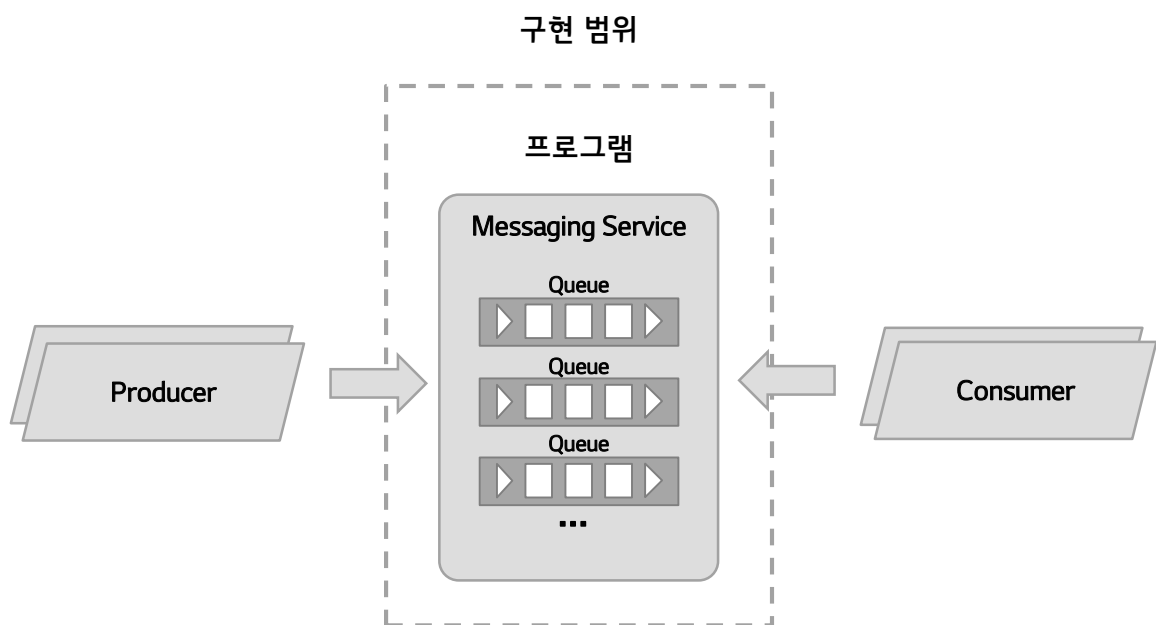 구현 범위
프로그램
Messaging Service
Queue
Queue
Queue
...
Producer
Consumer